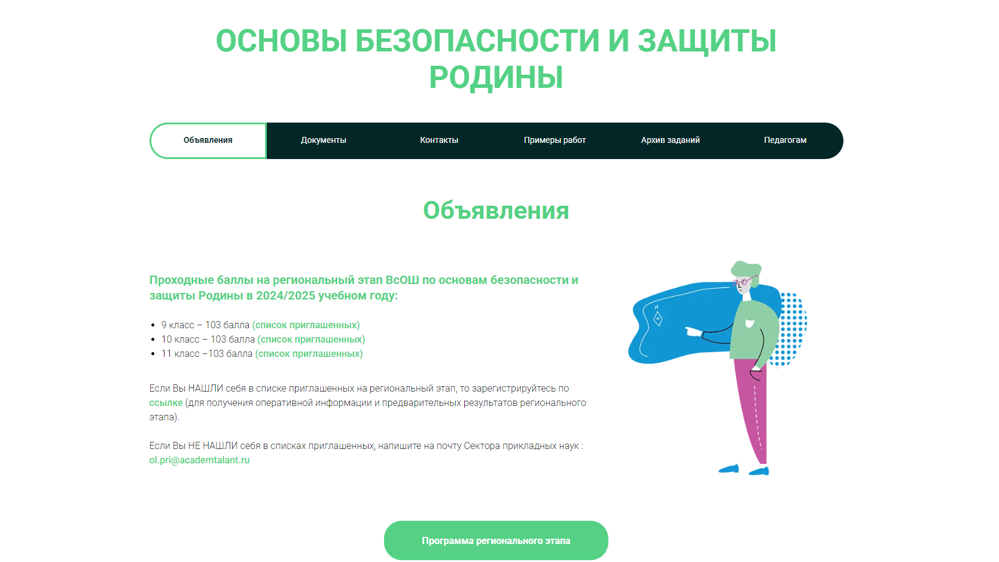 ОСНОВЫ БЕЗОПАСНОСТИ И ЗАЩИТЫ
РОДИНЫ
Объявления
Документы
Контакты
Примеры работ
Архив заданий
Педагогам
Объявления
Проходные баллы на региональный этап ВсОШ по основам безопасности и
защиты Родины в 2024/2025 учебном году:
• 9 класс – 103 балла (список приглашенных)
• 10 класс – 103 балла (список приглашенных)
• 11 класс –103 балла (список приглашенных)
Если Вы НАШЛИ себя в списке приглашенных на региональный этап, то зарегистрируйтесь по
ссылке (для получения оперативной информации и предварительных результатов регионального
этапа).
Если Вы НЕ НАШЛИ себя в списках приглашенных, напишите на почту Сектора прикладных наук :
ol.pri@academtalant.ru
N
Программа регионального этапа